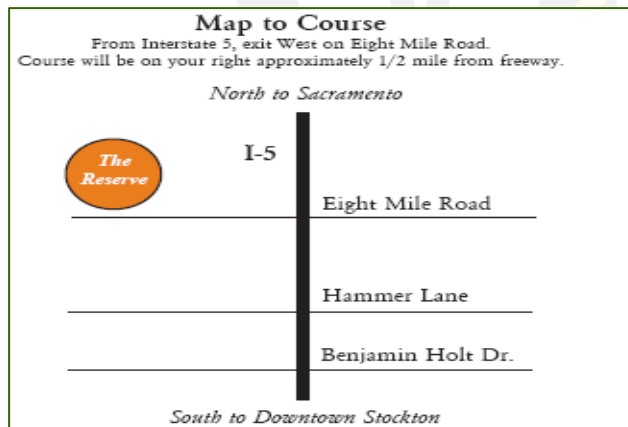 Map to Course
From Interstate 5, exit West on Eight Mile Road.
Course will be on your right approximately 1/2 mile from freeway.
North to Sacramento
I-5
The
Reserve
Eight Mile Road
Hammer Lane
Benjamin Holt Dr.
South to Downtown Stockton